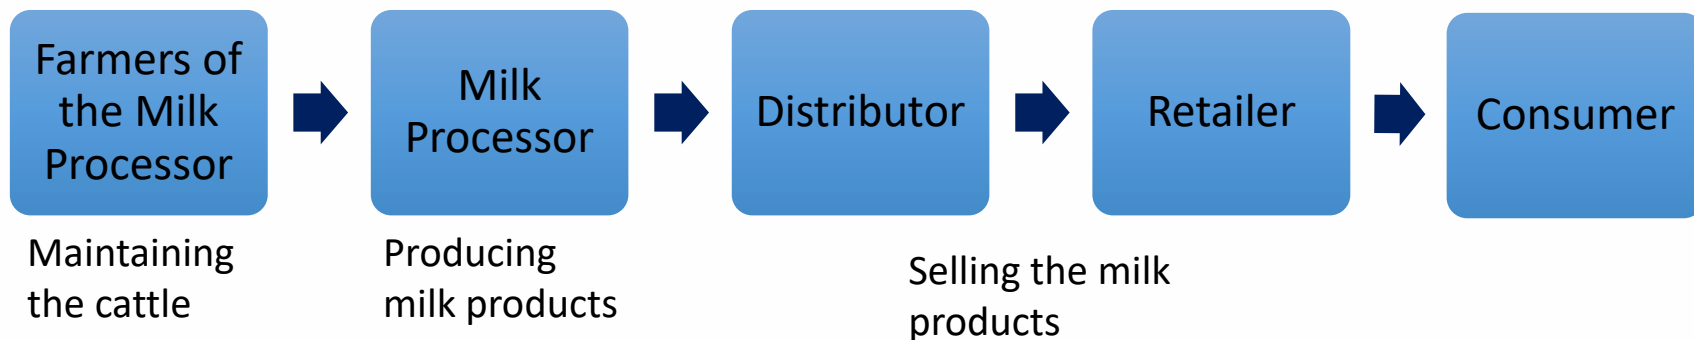 Farmers of
the Milk
Processor
Milk
Processor
Distributor
Retailer
Consumer
Maintaining
the cattle
Producing
milk products
Selling the milk
products